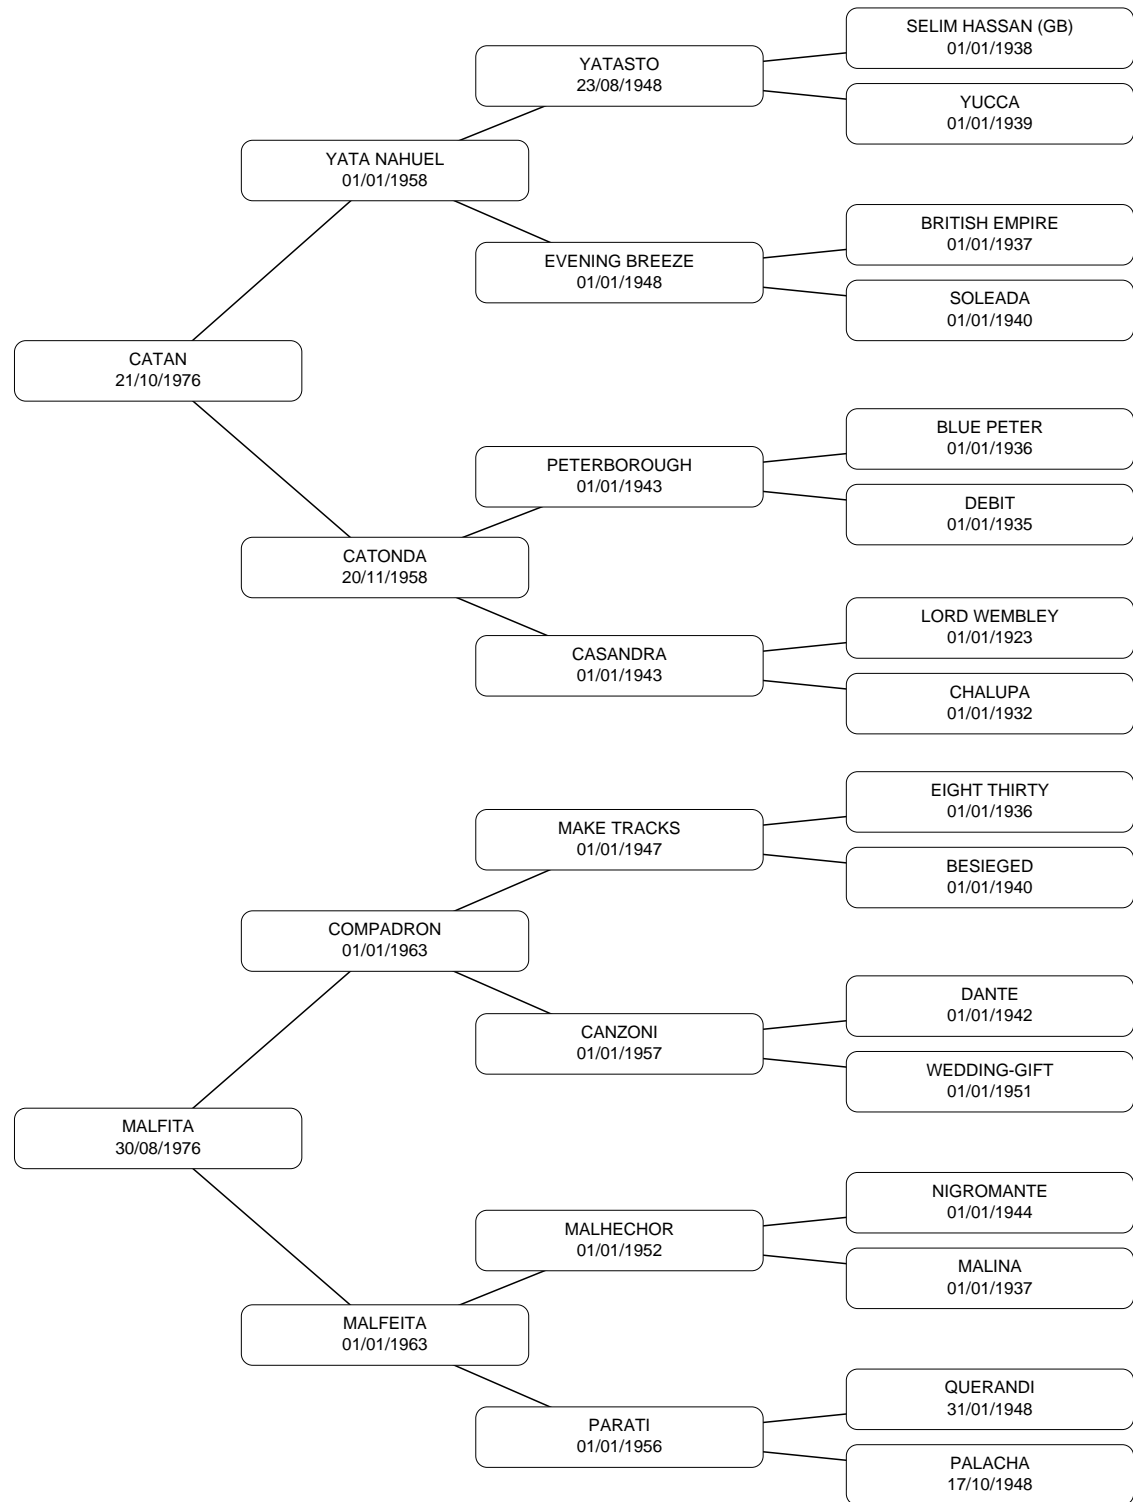 SELIM HASSAN (GB)
01/01/1938
YATASTO
23/08/1948
YUCCA
01/01/1939
YATA NAHUEL
01/01/1958
BRITISH EMPIRE
01/01/1937
EVENING BREEZE
01/01/1948
SOLEADA
01/01/1940
CATAN
21/10/1976
BLUE PETER
01/01/1936
PETERBOROUGH
01/01/1943
DEBIT
01/01/1935
CATONDA
20/11/1958
LORD WEMBLEY
01/01/1923
CASANDRA
01/01/1943
CHALUPA
01/01/1932
EIGHT THIRTY
01/01/1936
MAKE TRACKS
01/01/1947
BESIEGED
01/01/1940
COMPADRON
01/01/1963
DANTE
01/01/1942
CANZONI
01/01/1957
WEDDING-GIFT
01/01/1951
MALFITA
30/08/1976
NIGROMANTE
01/01/1944
MALHECHOR
01/01/1952
MALINA
01/01/1937
MALFEITA
01/01/1963
QUERANDI
31/01/1948
PARATI
01/01/1956
PALACHA
17/10/1948